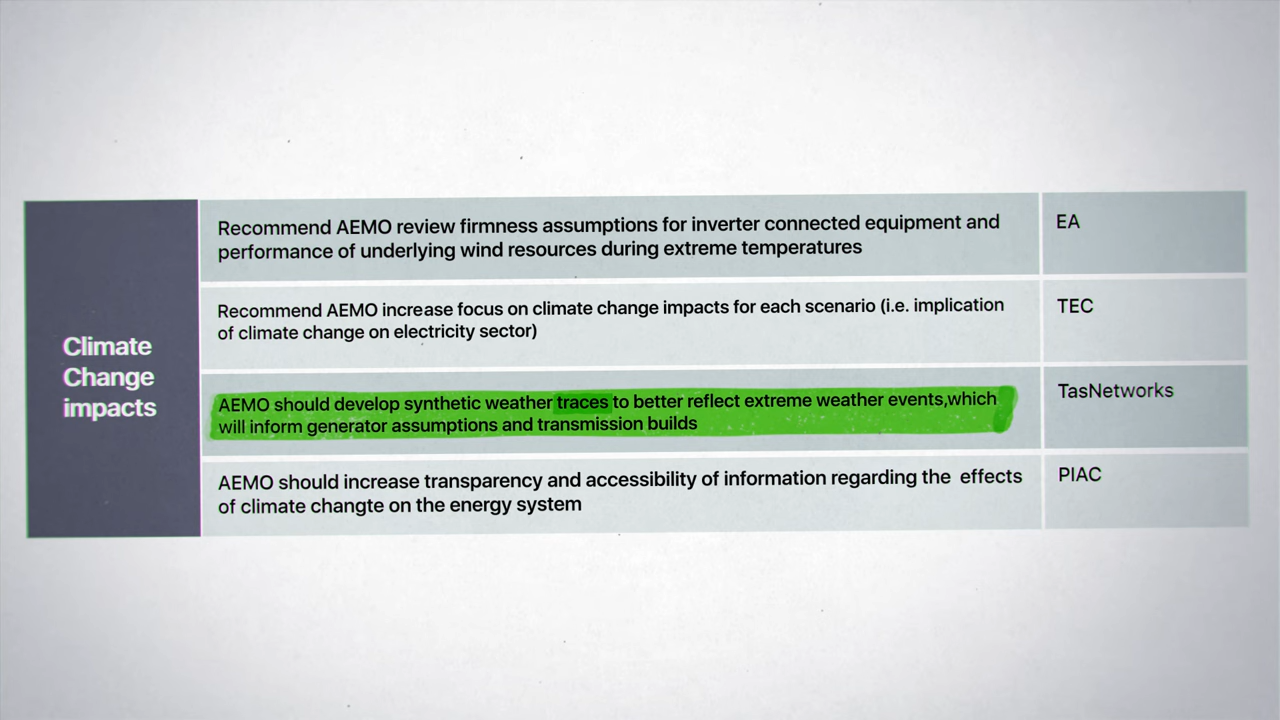 Climate
Change
impacts
Recommend AEMO review firmness assumptions for inverter connected equipment and
performance of underlying wind resources during extreme temperatures
EA
Recommend AEMO increase focus on climate change impacts for each scenario (i.e. implication
of climate change on electricity sector)
TEC
AEMO should develop synthetic weather traces to better reflect extreme weather events,which
will inform generator assumptions and transmission builds
TasNetworks
AEMO should increase transparency and accessibility of information regarding the  effects
of climate changte on the energy system
PIAC